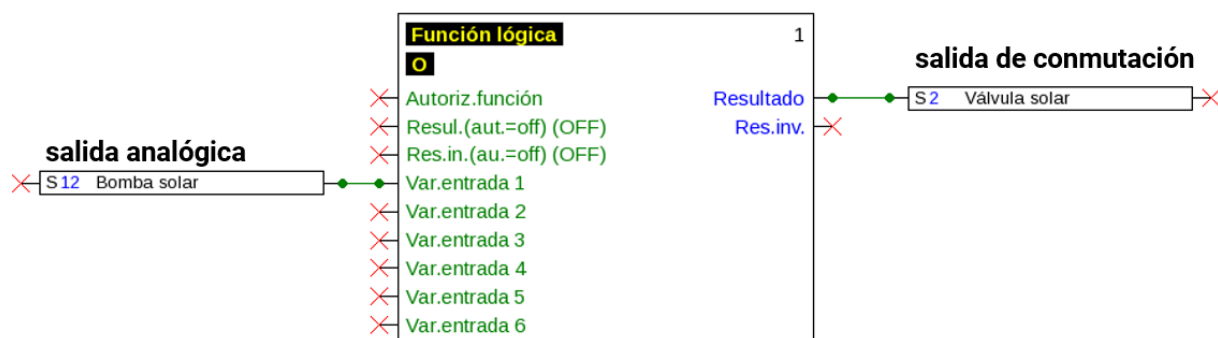 Función lógica 1
O
salida de conmutación
Autoriz.función Resultado S 2 Válvula solar
Resul.(aut.=off) (OFF) Res.inv.
salida analógica Res.in.(au.=off) (OFF)
S 12 Bomba solar Var.entrada 1
Var.entrada 2
Var.entrada 3
Var.entrada 4
Var.entrada 5
Var.entrada 6